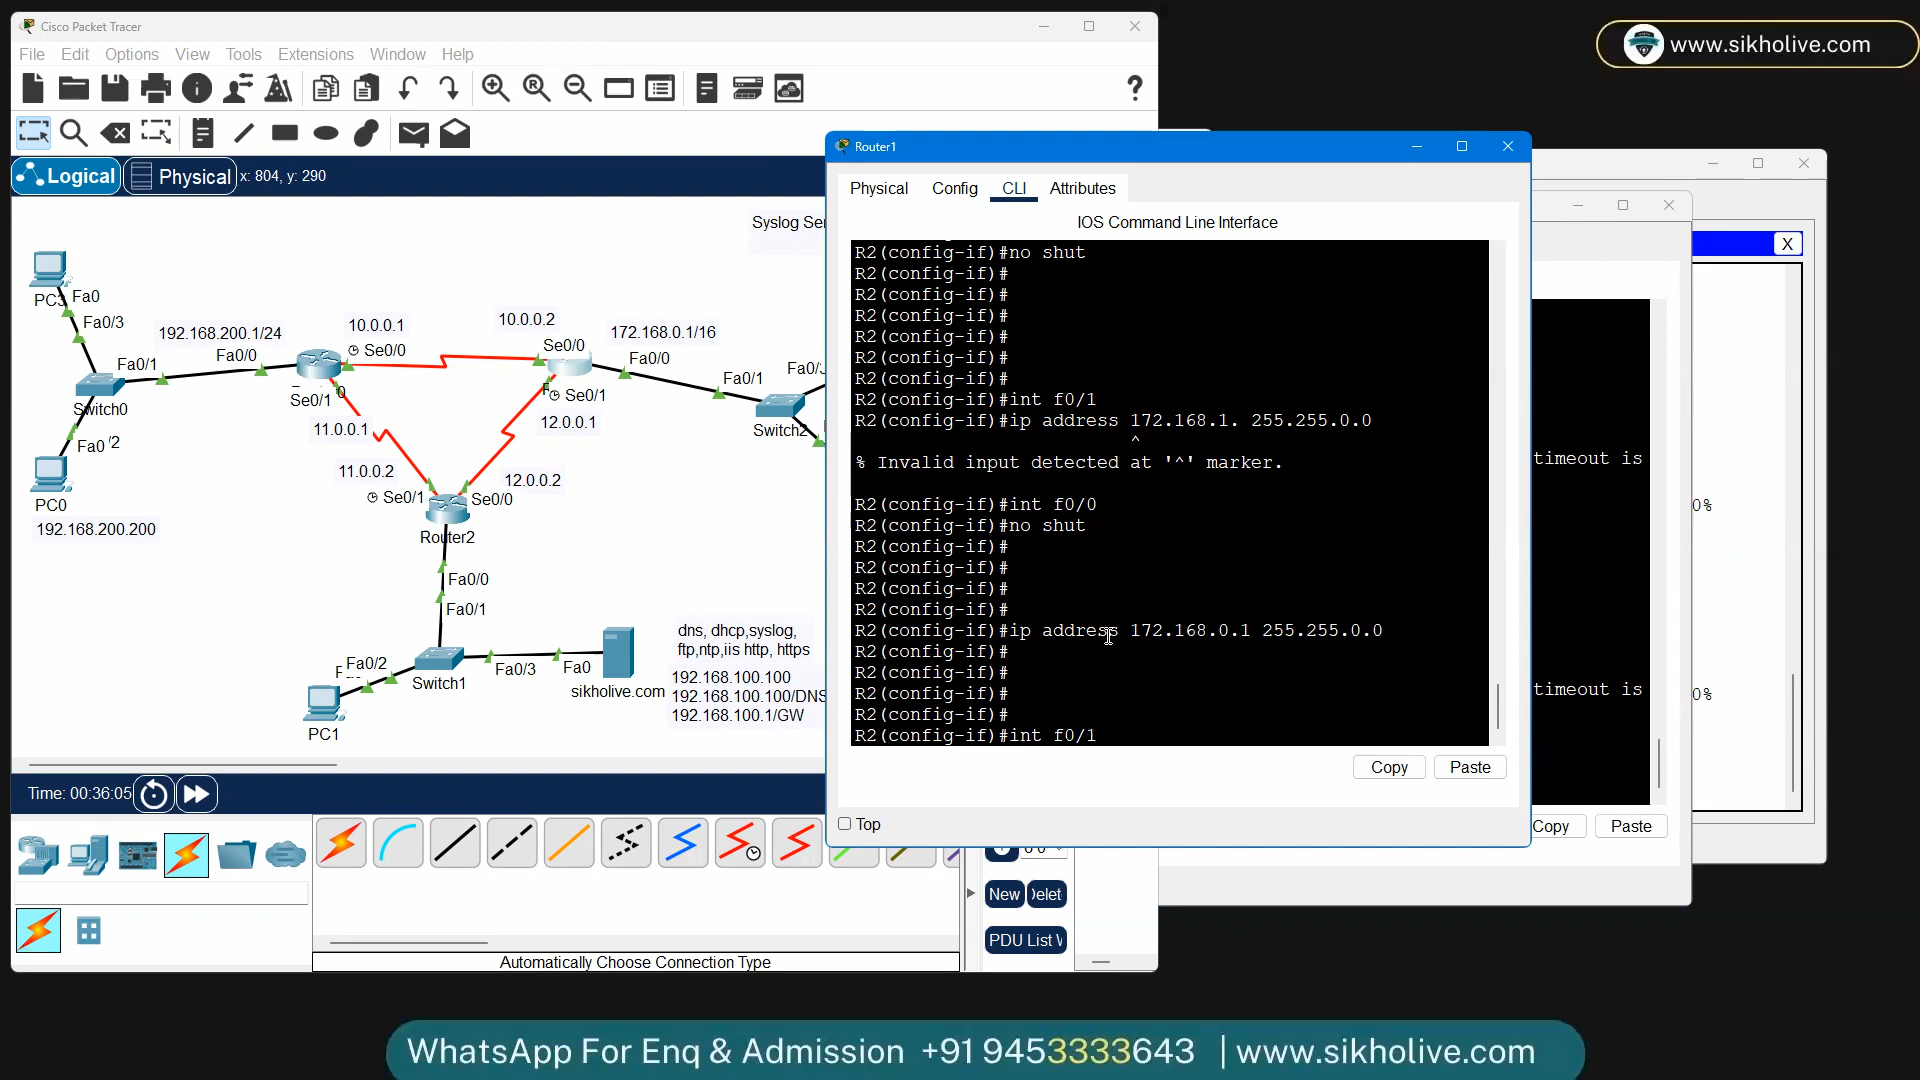 Cisco Packet Tracer
www.sikholive.com
File Edit Options View Tools Extensions Window Help
Logical
Physical
x: 804, y: 290
Router1
Physical Config CLI Attributes
IOS Command Line Interface
R2(config-if)#no shut
R2(config-if)#
R2(config-if)#
R2(config-if)#
R2(config-if)#
R2(config-if)#
R2(config-if)#
R2(config-if)#int f0/1
R2(config-if)#ip address 172.168.1. 255.255.0.0
^
% Invalid input detected at '^' marker.
R2(config-if)#int f0/0
R2(config-if)#no shut
R2(config-if)#
R2(config-if)#
R2(config-if)#
R2(config-if)#
R2(config-if)#ip address 172.168.0.1 255.255.0.0
R2(config-if)#
R2(config-if)#
R2(config-if)#
R2(config-if)#
R2(config-if)#int f0/1
Copy Paste
Top
X
timeout is
0%
timeout is
0%
Copy Paste
Syslog Ser
PC3
Fa0
Fa0/3
192.168.200.1/24
Fa0/0
Fa0/1
Switch0
Fa0 /2
PC0
192.168.200.200
10.0.0.1
Se0/0
Se0/1
0
11.0.0.1
10.0.0.2
Se0/0
172.168.0.1/16
Fa0/0
Se0/1
12.0.0.1
Fa0/1
Fa0/
Switch2
11.0.0.2
Se0/1
12.0.0.2
Se0/0
Router2
Fa0/0
Fa0/1
Fa0/2
Switch1
Fa0/3
Fa0
PC1
sikholive.com
dns, dhcp,syslog,
ftp,ntp,iis http, https
192.168.100.100
192.168.100.100/DNS
192.168.100.1/GW
Time: 00:36:05
New
Delet
PDU List
Automatically Choose Connection Type
WhatsApp For Enq & Admission +91 9453333643 | www.sikholive.com